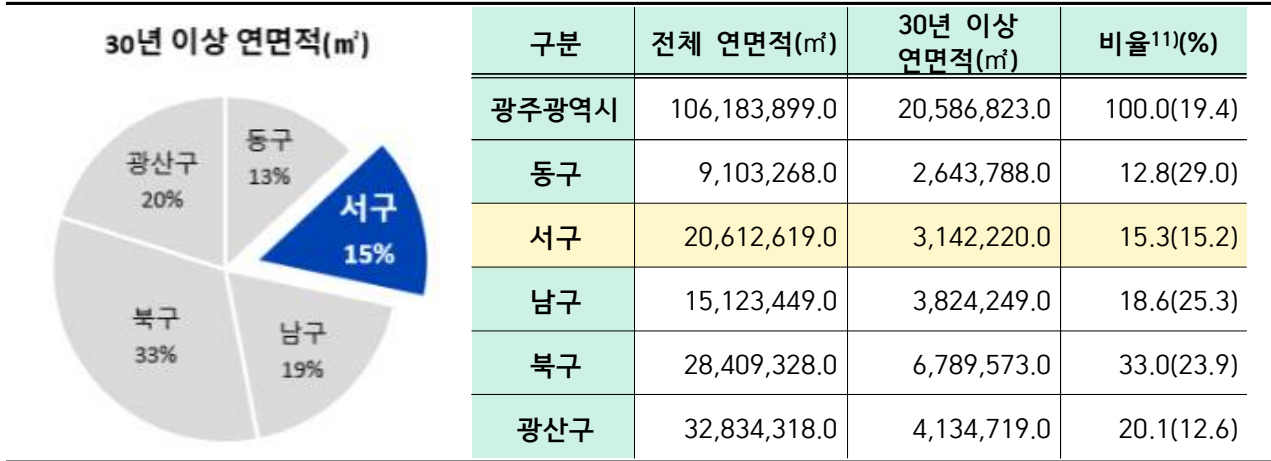 30년 이상 연면적(㎡)
동구
13%
서구
15%
남구
19%
북구
33%
광산구
20%
구분 전체 연면적(㎡) 30년 이상 연면적(㎡) 비율11)(%)
광주광역시 106,183,899.0 20,586,823.0 100.0(19.4)
동구 9,103,268.0 2,643,788.0 12.8(29.0)
서구 20,612,619.0 3,142,220.0 15.3(15.2)
남구 15,123,449.0 3,824,249.0 18.6(25.3)
북구 28,409,328.0 6,789,573.0 33.0(23.9)
광산구 32,834,318.0 4,134,719.0 20.1(12.6)